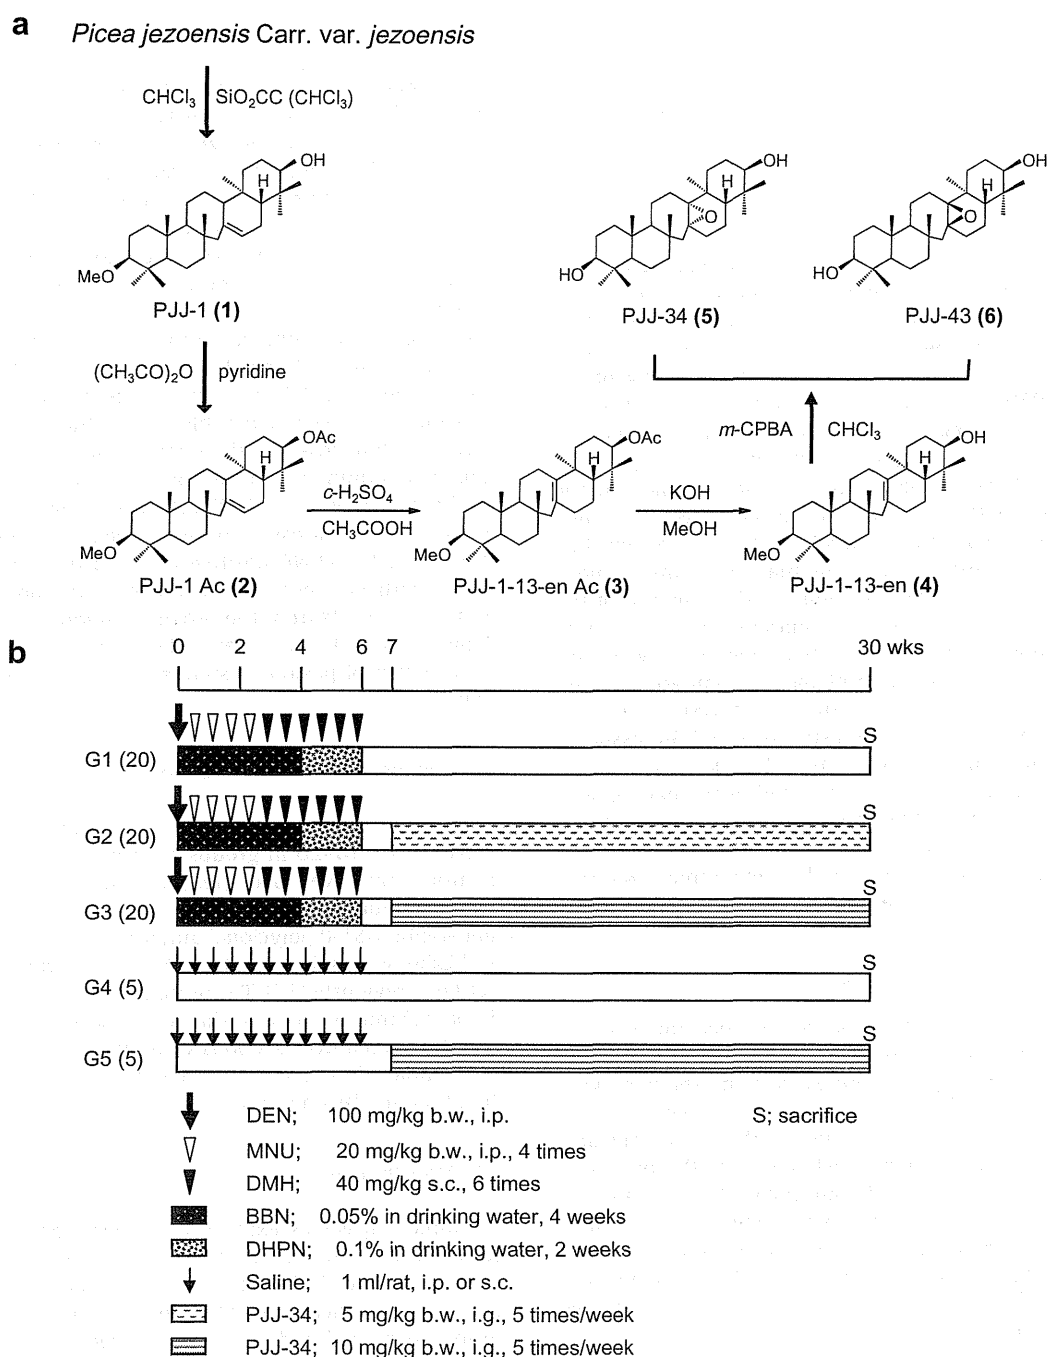 a
Picea jezoensis Carr. var. jezoensis
CHCl3 SiO2CC (CHCl3)
OH
H
MeO
PJJ-1 (1)
OH
H
O
HO
PJJ-34 (5)
OH
H
O
HO
PJJ-43 (6)
(CH3CO)2O pyridine
m-CPBA CHCl3
OAc
H
MeO
PJJ-1 Ac (2)
c-H2SO4
CH3COOH
OAc
H
MeO
PJJ-1-13-en Ac (3)
KOH
MeOH
OH
H
MeO
PJJ-1-13-en (4)
b
0 2 4 6 7 30 wks
S
G1 (20)
S
G2 (20)
S
G3 (20)
S
G4 (5)
S
G5 (5)
DEN; 100 mg/kg b.w., i.p.
S; sacrifice
MNU; 20 mg/kg b.w., i.p., 4 times
DMH; 40 mg/kg s.c., 6 times
BBN; 0.05% in drinking water, 4 weeks
DHPN; 0.1% in drinking water, 2 weeks
Saline; 1 ml/rat, i.p. or s.c.
PJJ-34; 5 mg/kg b.w., i.g., 5 times/week
PJJ-34; 10 mg/kg b.w., i.g., 5 times/week